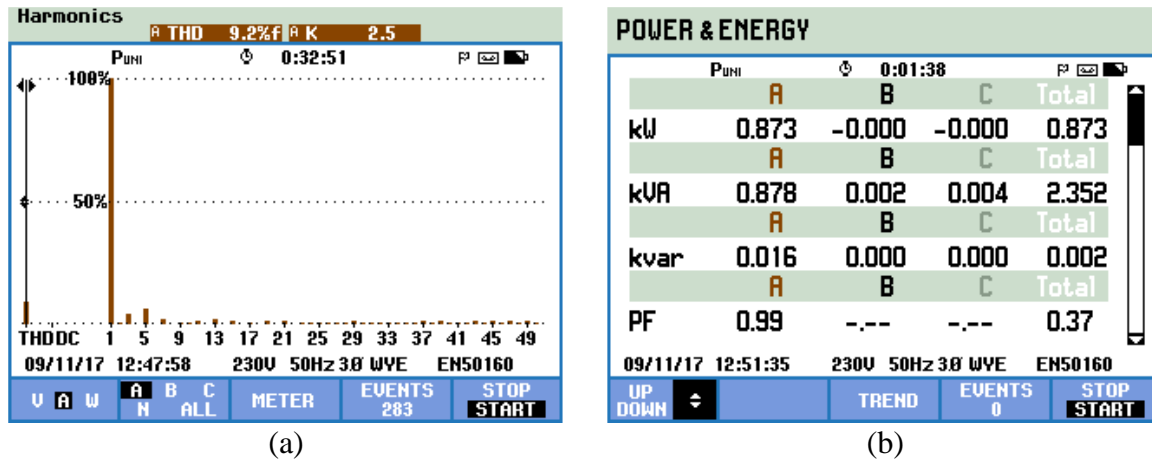 Harmonics
A THD 9.2%f A K 2.5
PUNI 0:32:51
100%
50%
THD DC 1 5 9 13 17 21 25 29 33 37 41 45 49
09/11/17 12:47:58 230V 50Hz 3Ø WYE EN50160
V A W A B C N ALL METER EVENTS 283 STOP START
(a)
POWER & ENERGY
PUNI 0:01:38
A B C Total
kW 0.873 -0.000 -0.000 0.873
A B C Total
kVA 0.878 0.002 0.004 2.352
A B C Total
kvar 0.016 0.000 0.000 0.002
A B C Total
PF 0.99 -.-- -.-- 0.37
09/11/17 12:51:35 230V 50Hz 3Ø WYE EN50160
UP DOWN TREND EVENTS 0 STOP START
(b)